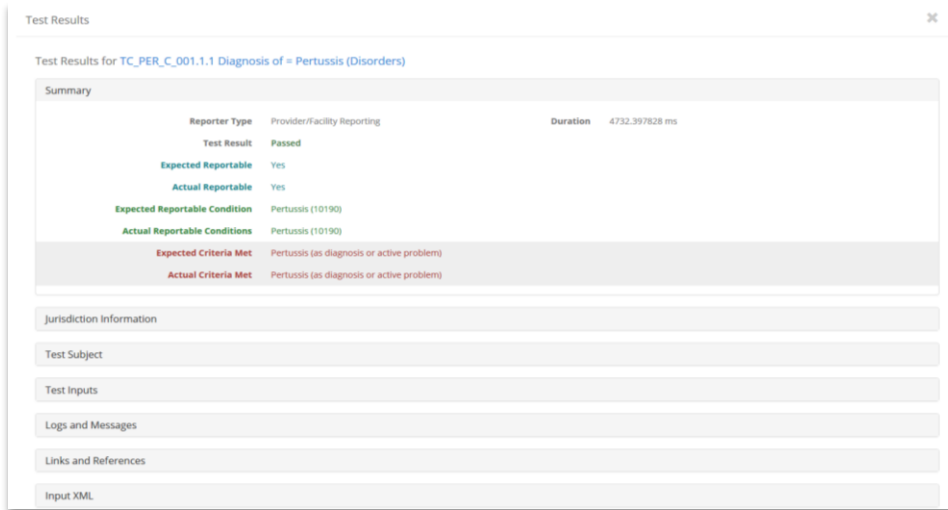 Test Results
Test Results for TC_PER_C_001.1.1 Diagnosis of = Pertussis (Disorders)
Summary
Reporter Type Provider/Facility Reporting Duration 4732.397828 ms
Test Result Passed
Expected Reportable Yes
Actual Reportable Yes
Expected Reportable Condition Pertussis (10190)
Actual Reportable Conditions Pertussis (10190)
Expected Criteria Met Pertussis (as diagnosis or active problem)
Actual Criteria Met Pertussis (as diagnosis or active problem)
Jurisdiction Information
Test Subject
Test Inputs
Logs and Messages
Links and References
Input XML